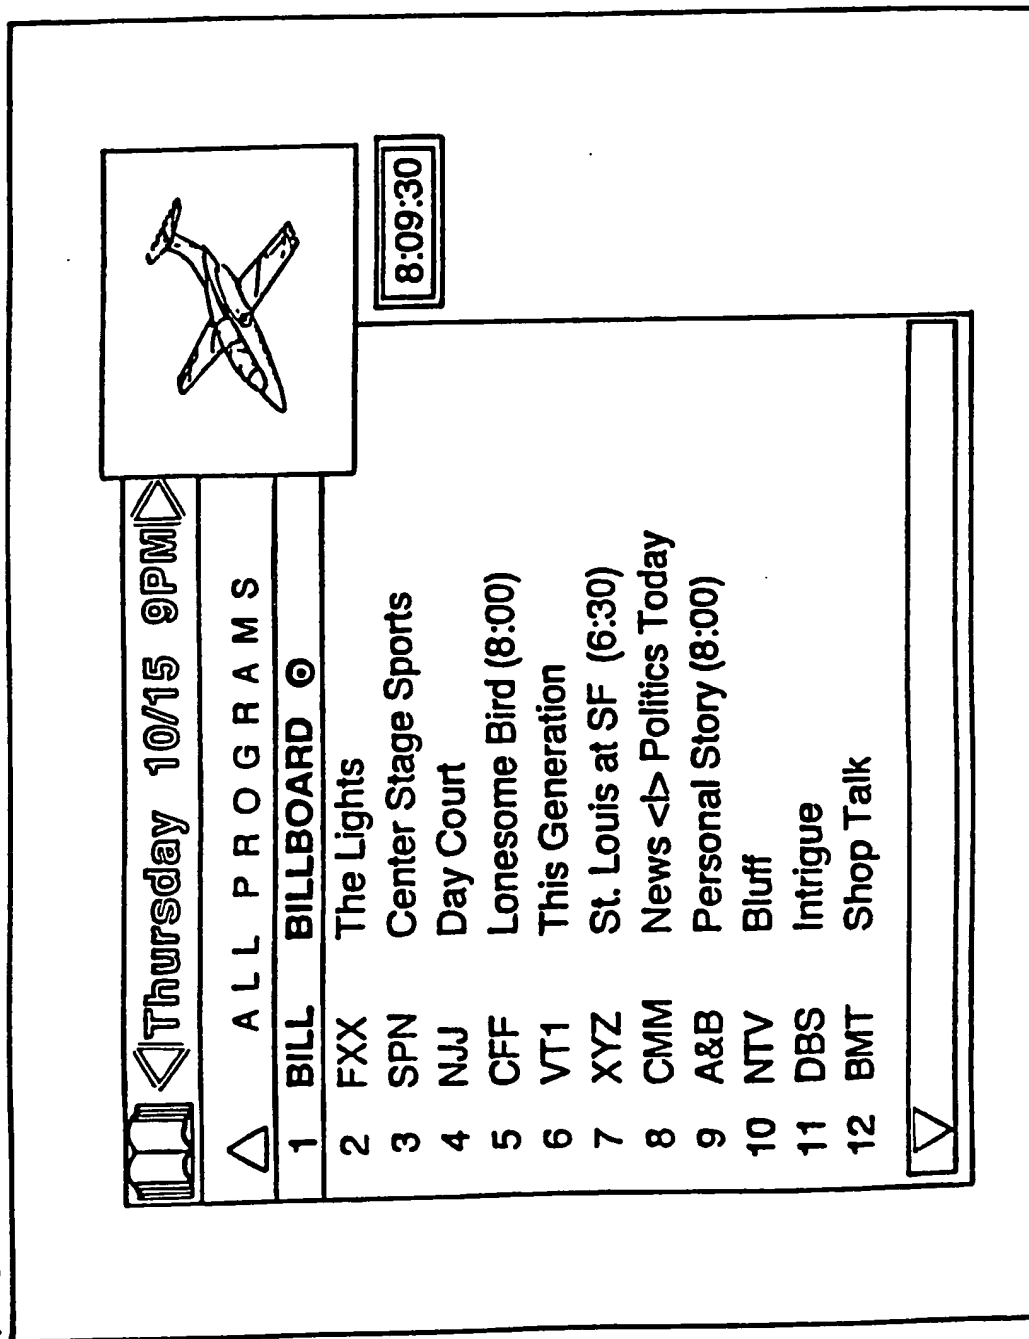 Thursday 10/15 9PM
ALL PROGRAMS
1 BILL BILLBOARD
2 FXX The Lights
3 SPN Center Stage Sports
4 NJJ Day Court
5 CFF Lonesome Bird (8:00)
6 VT1 This Generation
7 XYZ St. Louis at SF (6:30)
8 CMM News <I> Politics Today
9 A&B Personal Story (8:00)
10 NTV Bluff
11 DBS Intrigue
12 BMT Shop Talk
8:09:30